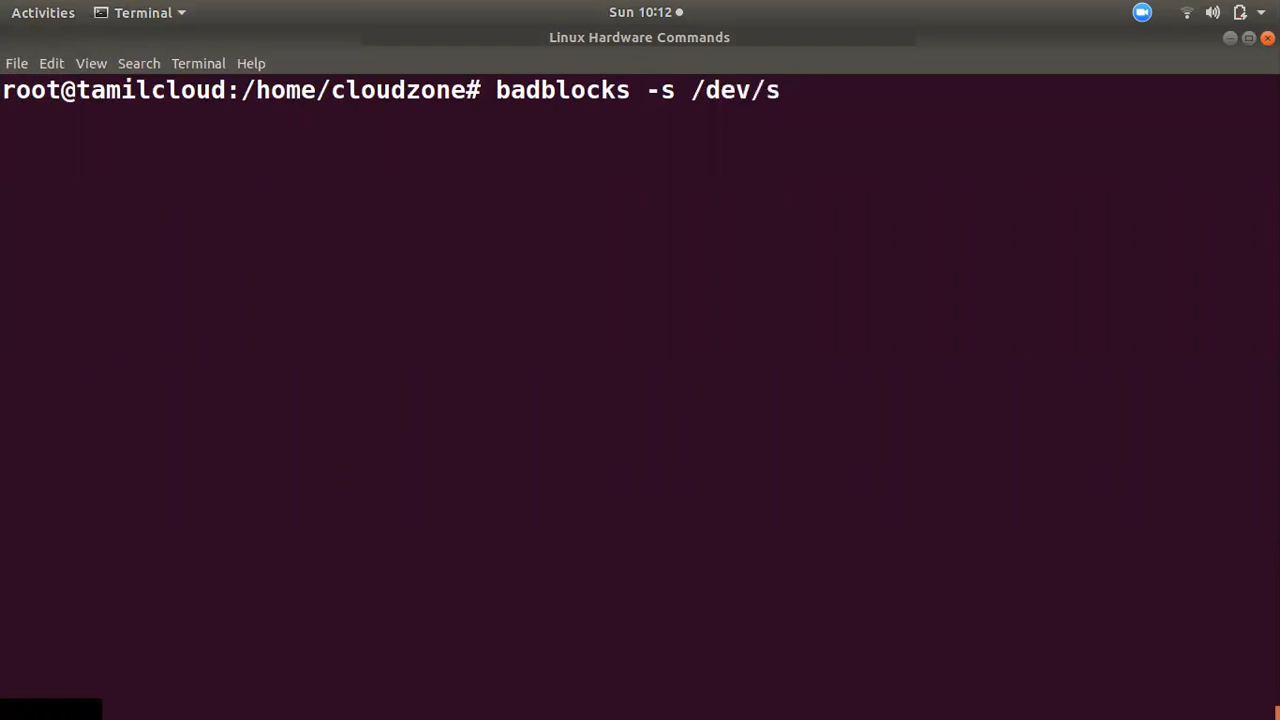 Activities Terminal Sun 10:12
Linux Hardware Commands
File Edit View Search Terminal Help
root@tamilcloud:/home/cloudzone# badblocks -s /dev/s